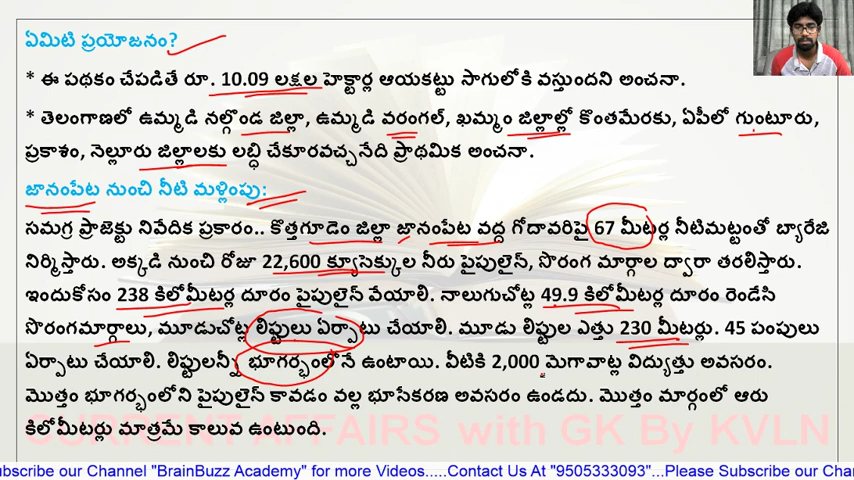 ఏమిటి ప్రయోజనం?
* ఈ పథకం చేపడితే రూ. 10.09 లక్షల హెక్టార్ల ఆయకట్టు సాగులోకి వస్తుందని అంచనా.
* తెలంగాణలో ఉమ్మడి నల్గొండ జిల్లా, ఉమ్మడి వరంగల్, ఖమ్మం జిల్లాల్లో కొంతమేరకు, ఏపీలో గుంటూరు,
ప్రకాశం, నెల్లూరు జిల్లాలకు లబ్ధి చేకూరవచ్చనేది ప్రాథమిక అంచనా.
జానంపేట నుంచి నీటి మళ్లింపు:
సమగ్ర ప్రాజెక్టు నివేదిక ప్రకారం.. కొత్తగూడెం జిల్లా జానంపేట వద్ద గోదావరిపై 67 మీటర్ల నీటిమట్టంతో బ్యారేజి
నిర్మిస్తారు. అక్కడి నుంచి రోజు 22,600 క్యూసెక్కుల నీరు పైపులైన్, సొరంగ మార్గాల ద్వారా తరలిస్తారు.
ఇందుకోసం 238 కిలోమీటర్ల దూరం పైపులైన్ వేయాలి. నాలుగుచోట్ల 49.9 కిలోమీటర్ల దూరం రెండేసి
సొరంగమార్గాలు, మూడుచోట్ల లిఫ్టులు ఏర్పాటు చేయాలి. మూడు లిఫ్టుల ఎత్తు 230 మీటర్లు. 45 పంపులు
ఏర్పాటు చేయాలి. లిఫ్టులన్నీ భూగర్భంలోనే ఉంటాయి. వీటికి 2,000 మెగావాట్ల విద్యుత్తు అవసరం.
మొత్తం భూగర్భంలోని పైపులైన్ కావడం వల్ల భూసేకరణ అవసరం ఉండదు. మొత్తం మార్గంలో ఆరు
కిలోమీటర్లు మాత్రమే కాలువ ఉంటుంది.
CURRENT AFFAIRS with GK By KVLN
ubscribe our Channel "BrainBuzz Academy" for more Videos.....Contact Us At "9505333093"...Please Subscribe our Cha